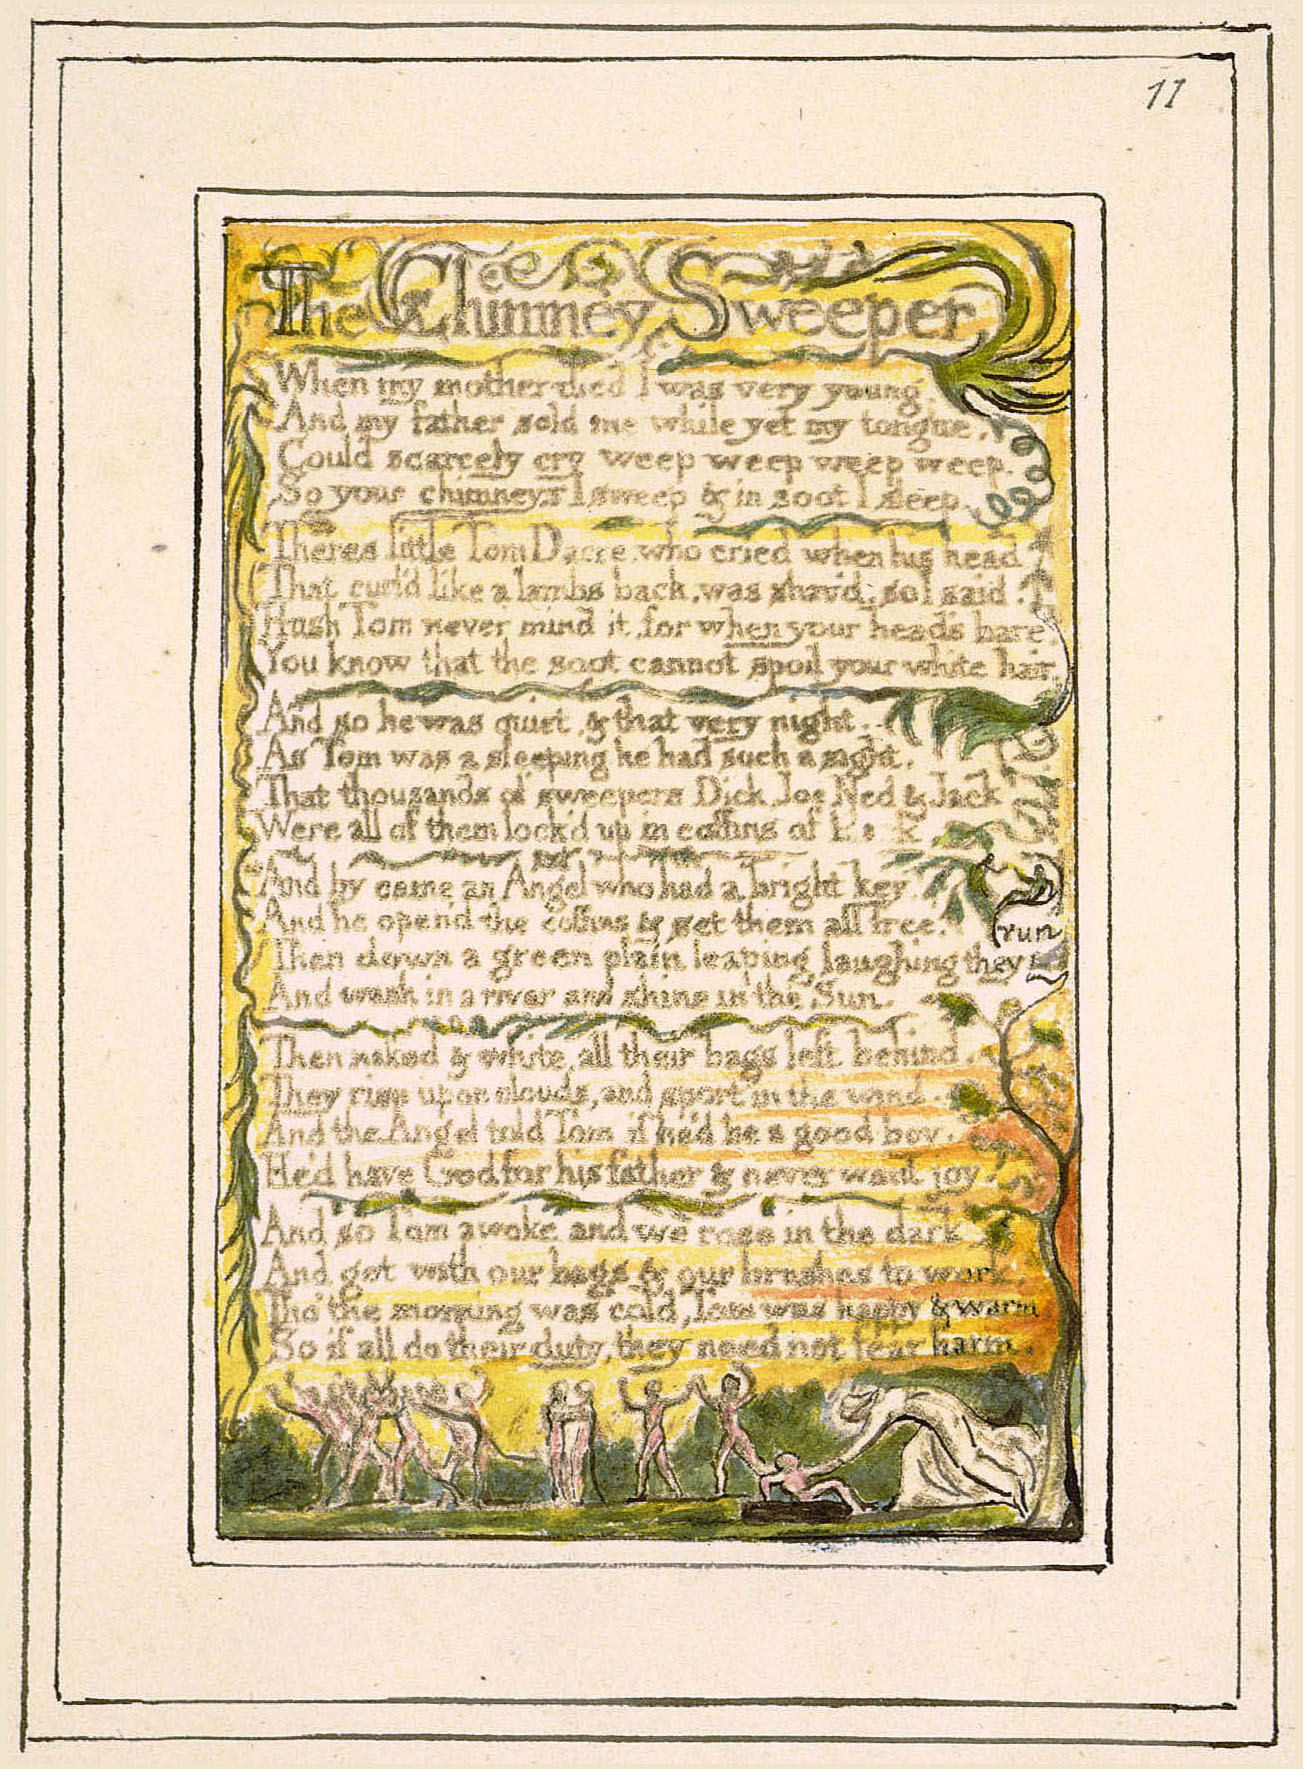 11
The Chimney Sweeper
When my mother died I was very young,
And my father sold me while yet my tongue,
Could scarcely cry weep weep weep weep.
So your chimneys I sweep & in soot I sleep.
Theres little Tom Dacre, who cried when his head
That curl'd like a lambs back, was shav'd, so I said.
Hush Tom never mind it, for when your heads bare,
You know that the soot cannot spoil your white hair.
And so he was quiet, & that very night.
As Tom was a sleeping he had such a sight,
That thousands of sweepers Dick, Joe Ned & Jack
Were all of them lock'd up in coffins of
And by came an Angel who had a bright key
And he open'd the coffins & set them all free.
run
Then down a green plain leaping laughing they
And wash in a river and shine in the Sun.
Then naked & white, all their bags left behind,
They rise upon clouds, and sport in the wind.
And the Angel told Tom if he'd be a good boy,
He'd have God for his father & never want joy.
And so Tom awoke and we rose in the dark
And got with our bags & our brushes to work.
Tho' the morning was cold, Tom was happy & warm
So if all do their duty, they need not fear harm.